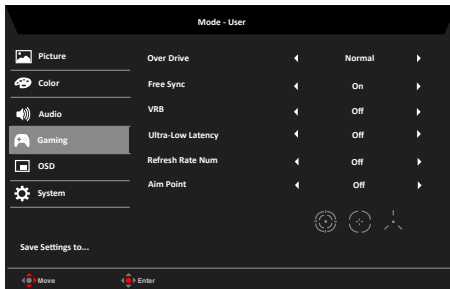 Mode - User
Picture
Color
Audio
Gaming
OSD
System
Save Settings to...
Over Drive Normal
Free Sync On
VRB Off
Ultra-Low Latency Off
Refresh Rate Num Off
Aim Point Off
Move Enter